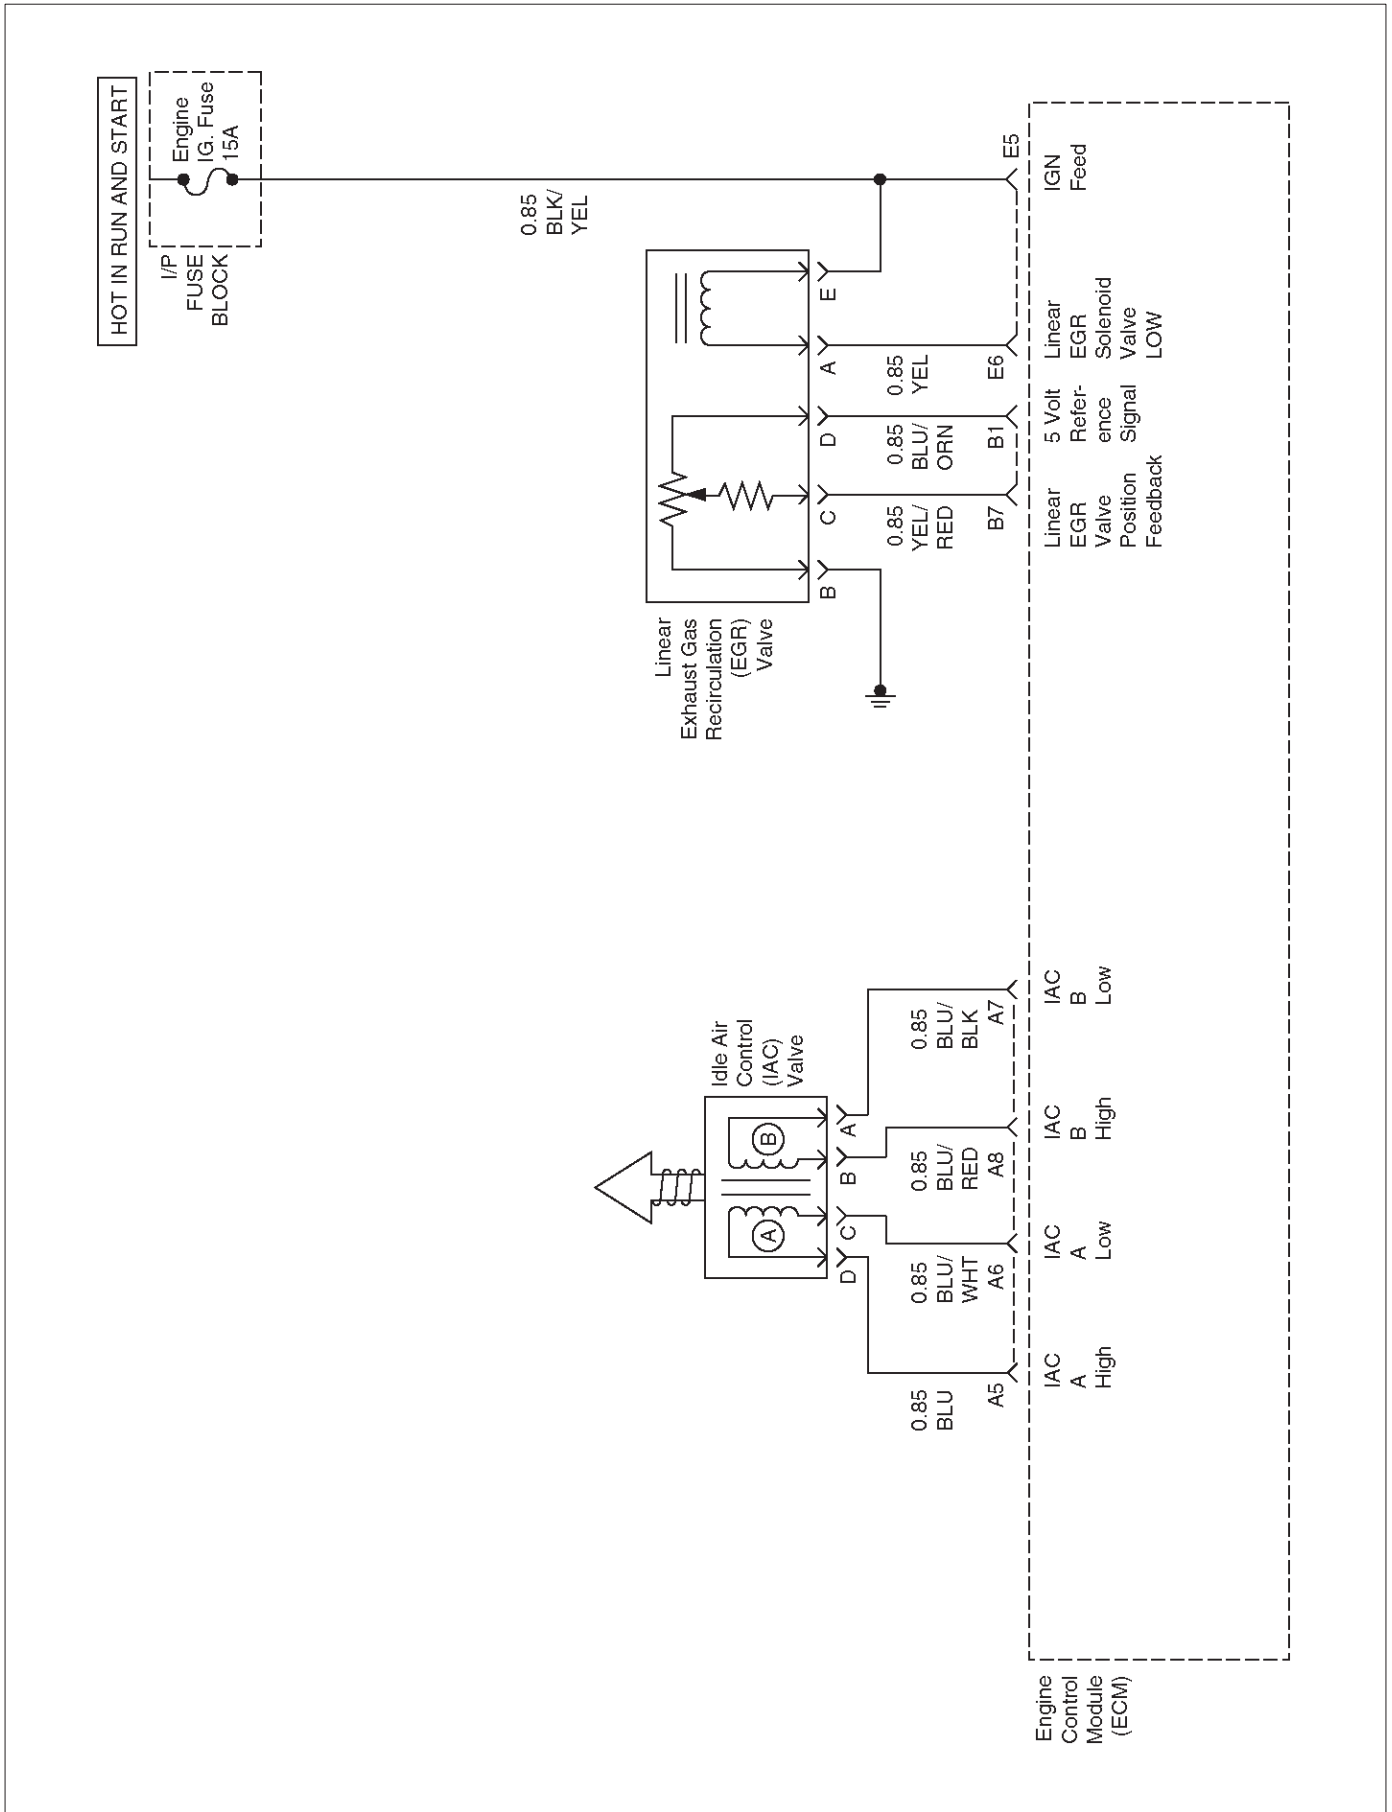 HOT IN RUN AND START
Engine
IG. Fuse
15A
I/P
FUSE
BLOCK
0.85
BLK/
YEL
Linear
Exhaust Gas
Recirculation
(EGR)
Valve
B
C
D
A
E
0.85
YEL/
RED
0.85
BLU/
ORN
0.85
YEL
B7
B1
E6
E5
Linear
EGR
Valve
Position
Feedback
5 Volt
Refer-
ence
Signal
Linear
EGR
Solenoid
Valve
LOW
IGN
Feed
Idle Air
Control
(IAC)
Valve
A
B
D
C
B
A
0.85
BLU
0.85
BLU/
WHT
0.85
BLU/
RED
0.85
BLU/
BLK
A5
A6
A8
A7
IAC
A
High
IAC
A
Low
IAC
B
High
IAC
B
Low
Engine
Control
Module
(ECM)